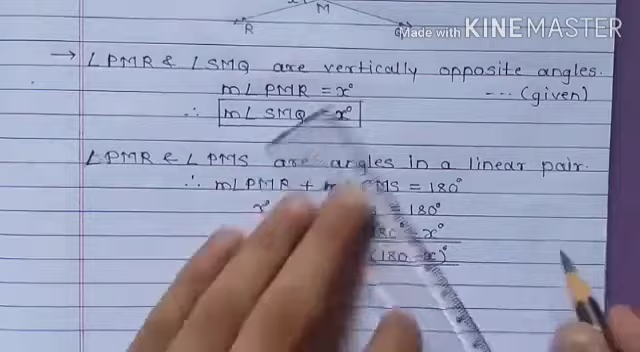 x
M
R
Made with KINEMASTER
→ ∠PMR & ∠SMQ are vertically opposite angles.
m∠PMR = x° --- (given)
∴ m∠SMQ = x°
∠PMR & ∠PMS are angles in a linear pair.
∴ m∠PMR + m PMS = 180°
x° = 180°
180° - x°
(180 - x)°